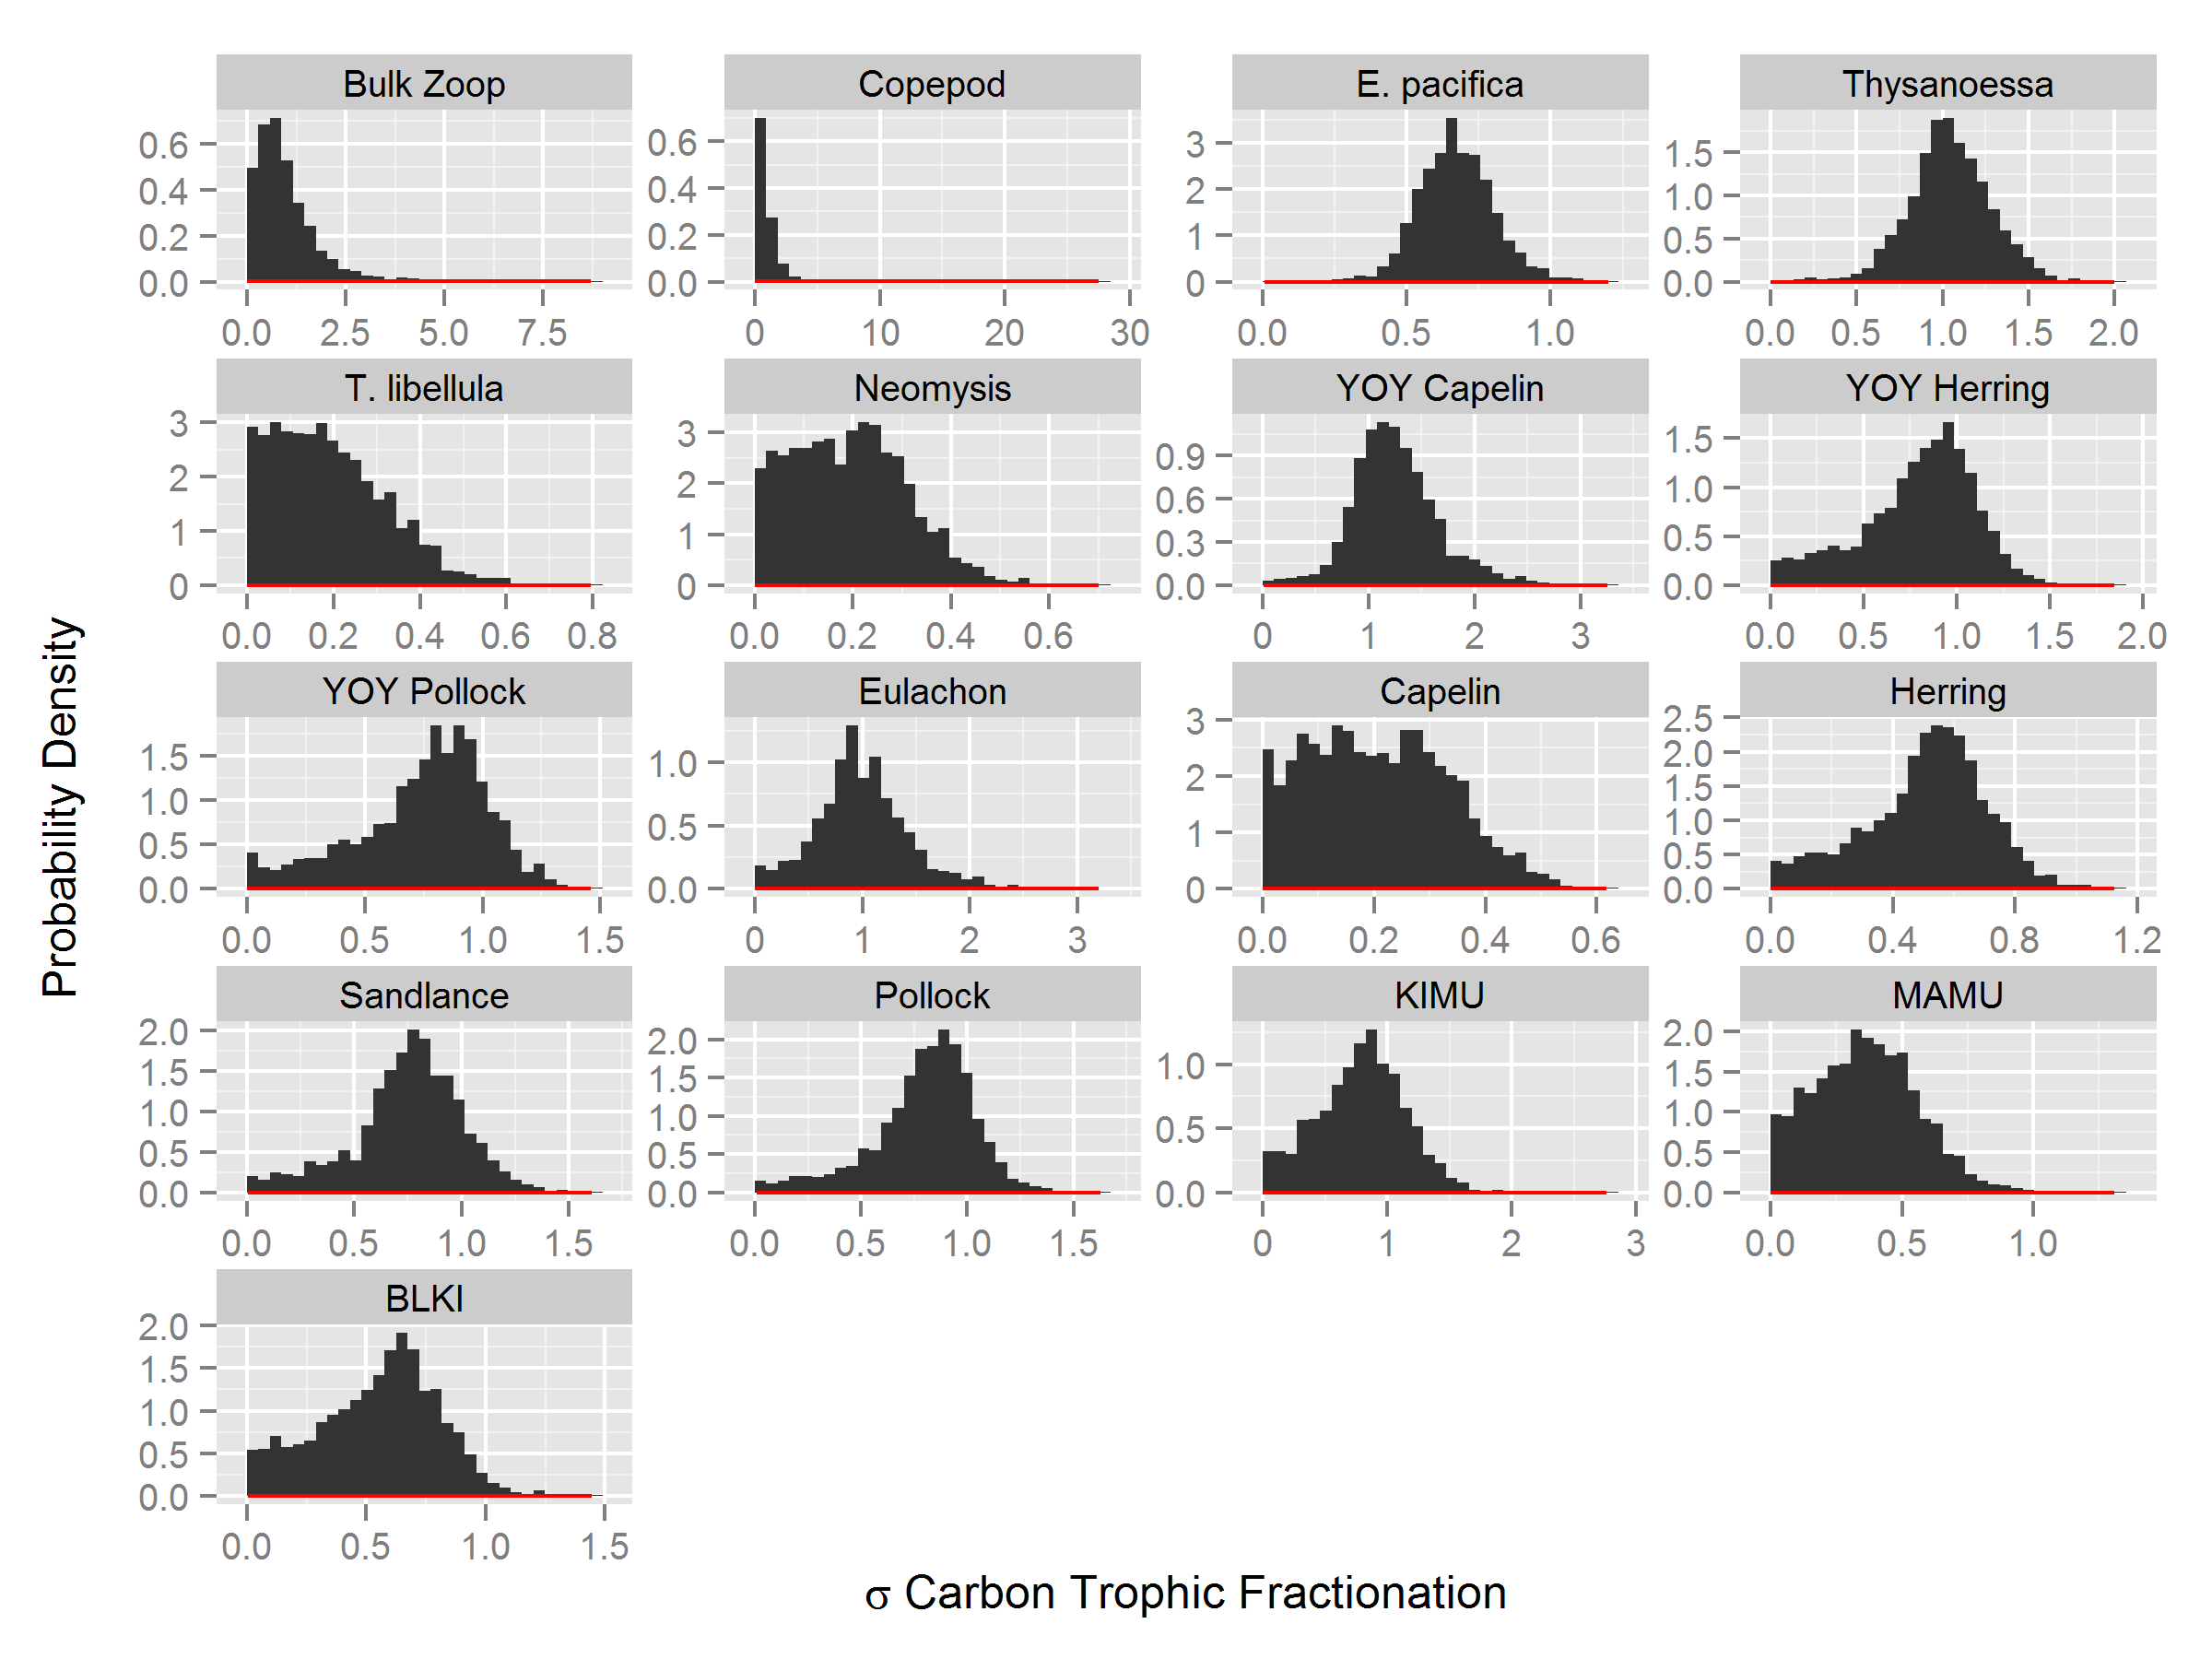 Bulk Zoop Copepod E. pacifica Thysanoessa
0.6 0.4 0.2 0.0 0.6 0.4 0.2 0.0 3 2 1 0 1.5 1.0 0.5 0.0
0.0 2.5 5.0 7.5 0 10 20 30 0.0 0.5 1.0 0.0 0.5 1.0 1.5 2.0
T. libellula Neomysis YOY Capelin YOY Herring
3 2 1 0 3 2 1 0 0.9 0.6 0.3 0.0 1.5 1.0 0.5 0.0
0.0 0.2 0.4 0.6 0.8 0.0 0.2 0.4 0.6 0 1 2 3 0.0 0.5 1.0 1.5 2.0
Probability Density
YOY Pollock Eulachon Capelin Herring
1.5 1.0 0.5 0.0 1.0 0.5 0.0 3 2 1 0 2.5 2.0 1.5 1.0 0.5 0.0
0.0 0.5 1.0 1.5 0 1 2 3 0.0 0.2 0.4 0.6 0.0 0.4 0.8 1.2
Sandlance Pollock KIMU MAMU
2.0 1.5 1.0 0.5 0.0 2.0 1.5 1.0 0.5 0.0 1.0 0.5 0.0 2.0 1.5 1.0 0.5 0.0
0.0 0.5 1.0 1.5 0.0 0.5 1.0 1.5 0 1 2 3 0.0 0.5 1.0
BLKI
2.0 1.5 1.0 0.5 0.0
0.0 0.5 1.0 1.5
σ Carbon Trophic Fractionation